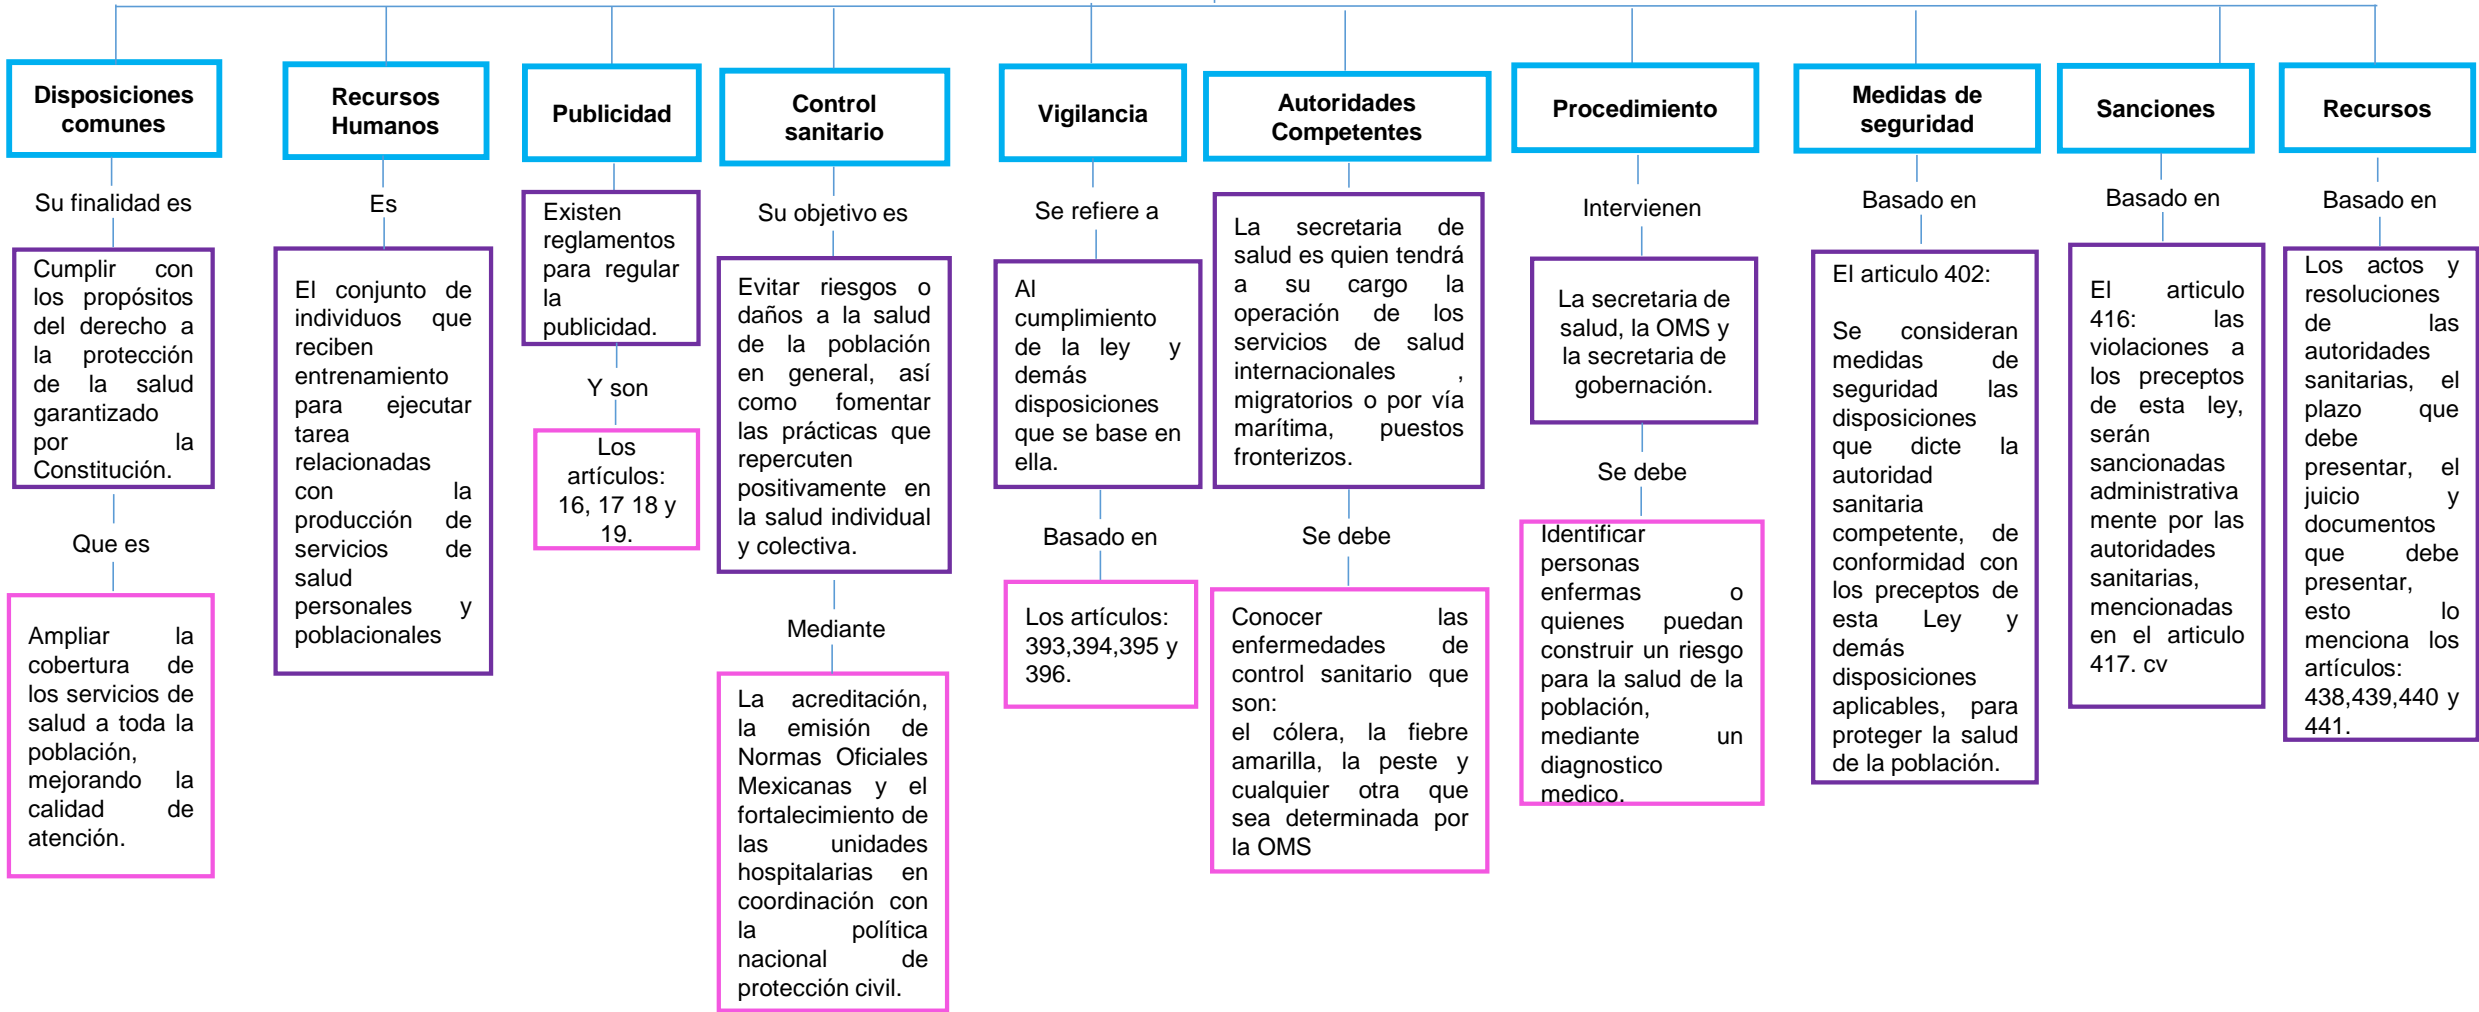 Disposiciones
comunes
Su finalidad es
Cumplir con
los propósitos
del derecho a
la protección
de la salud
garantizado
por la
Constitución.
Que es
Ampliar la
cobertura de
los servicios de
salud a toda la
población,
mejorando la
calidad de
atención.
Recursos
Humanos
Es
El conjunto de
individuos que
reciben
entrenamiento
para ejecutar
tarea
relacionadas
con la
producción de
servicios de
salud
personales y
poblacionales
Publicidad
Existen
reglamentos
para regular
la
publicidad.
Y son
Los
artículos:
16, 17 18 y
19.
Control
sanitario
Su objetivo es
Evitar riesgos o
daños a la salud
de la población
en general, así
como fomentar
las prácticas que
repercuten
positivamente en
la salud individual
y colectiva.
Mediante
La acreditación,
la emisión de
Normas Oficiales
Mexicanas y el
fortalecimiento de
las unidades
hospitalarias en
coordinación con
la política
nacional de
protección civil.
Vigilancia
Se refiere a
Al
cumplimiento
de la ley y
demás
disposiciones
que se base en
ella.
Basado en
Los artículos:
393,394,395 y
396.
Autoridades
Competentes
La secretaria de
salud es quien tendrá
a su cargo la
operación de los
servicios de salud
internacionales ,
migratorios o por vía
marítima, puestos
fronterizos.
Se debe
Conocer las
enfermedades de
control sanitario que
son:
el cólera, la fiebre
amarilla, la peste y
cualquier otra que
sea determinada por
la OMS
Procedimiento
Intervienen
La secretaria de
salud, la OMS y
la secretaria de
gobernación.
Se debe
Identificar
personas
enfermas o
quienes puedan
construir un riesgo
para la salud de la
población,
mediante un
diagnostico
medico.
Medidas de
seguridad
Basado en
El articulo 402:
Se consideran
medidas de
seguridad las
disposiciones
que dicte la
autoridad
sanitaria
competente, de
conformidad con
los preceptos de
esta Ley y
demás
disposiciones
aplicables, para
proteger la salud
de la población.
Sanciones
Basado en
El articulo
416: las
violaciones a
los preceptos
de esta ley,
serán
sancionadas
administrativa
mente por las
autoridades
sanitarias,
mencionadas
en el articulo
417. cv
Recursos
Basado en
Los actos y
resoluciones
de las
autoridades
sanitarias, el
plazo que
debe
presentar, el
juicio y
documentos
que debe
presentar,
esto lo
menciona los
artículos:
438,439,440 y
441.